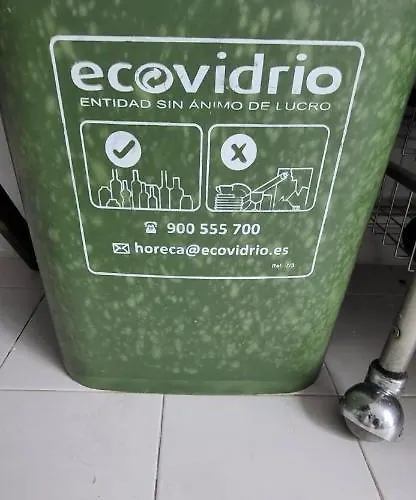 ecovidrio
ENTIDAD SIN ÁNIMO DE LUCRO
900 555 700
horeca@ecovidrio.es